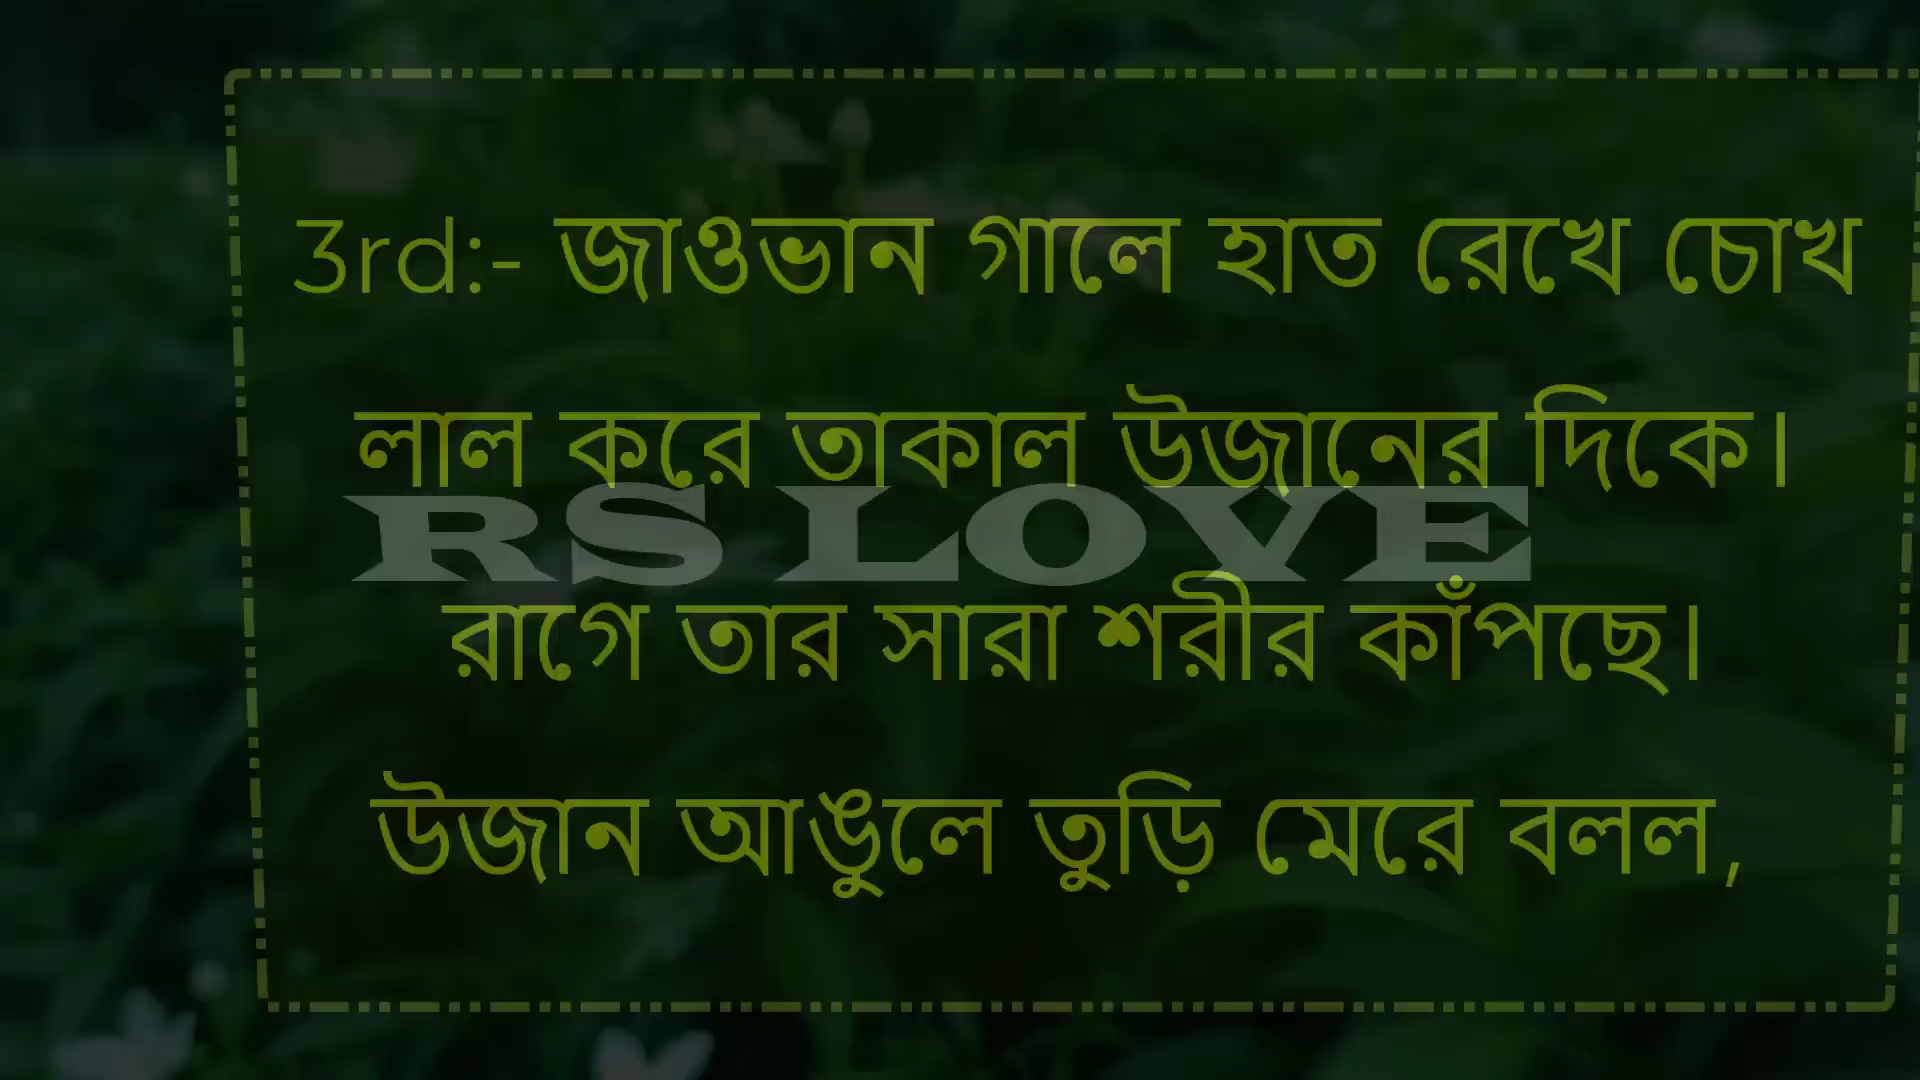 3rd:- জাওভান গালে হাত রেখে চোখ
লাল করে তাকাল উজানের দিকে।
RS LOVE
রাগে তার সারা শরীর কাঁপছে।
উজান আঙুলে তুড়ি মেরে বলল,